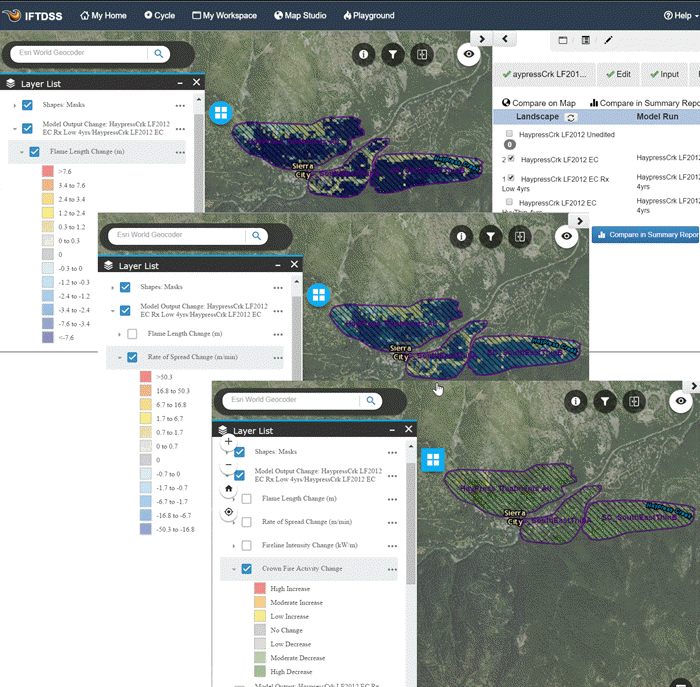 IFTDSS
My Home
Cycle
My Workspace
Map Studio
Playground
Help
Esri World Geocoder
Layer List
Shapes: Masks
Model Output Change: HaypressCrk LF2012
EC Rx Low 4yrs/HaypressCrk LF2012 EC
Flame Length Change (m)
>7.6
3.4 to 7.6
2.4 to 3.4
1.2 to 2.4
0.3 to 1.2
0 to 0.3
0
-0.3 to 0
-1.2 to -0.3
-2.4 to -1.2
-3.4 to -2.4
-7.6 to -3.4
<-7.6
Sierra
City
aypressCrk LF201...
Edit
Input
Compare on Map
Compare in Summary Repo
Landscape
Model Run
HaypressCrk LF2012 Unedited
0
2
HaypressCrk LF2012 EC
HaypressCrk LF201
4yrs
1
HaypressCrk LF2012 EC Rx
Low 4yrs
HaypressCrk LF201
4yrs
HaypressCrk LF2012 EC
HaypressCrk LF201
4yrs
Compare in Summary Repor
Esri World Geocoder
Layer List
Shapes: Masks
Model Output Change: HaypressCrk LF2012
EC Rx Low 4yrs/HaypressCrk LF2012 EC
Flame Length Change (m)
Rate of Spread Change (m/min)
>50.3
16.8 to 50.3
6.7 to 16.8
1.7 to 6.7
0.7 to 1.7
0 to 0.7
0
-0.7 to 0
-1.7 to -0.7
-6.7 to -1.7
-16.8 to -6.7
-50.3 to -16.8
Sierra
City
Esri World Geocoder
Layer List
Shapes: Masks
Model Output Change: HaypressCrk LF2012
EC Rx Low 4yrs/HaypressCrk LF2012 EC
Flame Length Change (m)
Rate of Spread Change (m/min)
Fireline Intensity Change (kW/m)
Crown Fire Activity Change
High Increase
Moderate Increase
Low Increase
No Change
Low Decrease
Moderate Decrease
High Decrease
HayPress Treatments All
Sierra
City
SC_SouthEastThinA
SC_SouthEastThinB
Haypress Creek